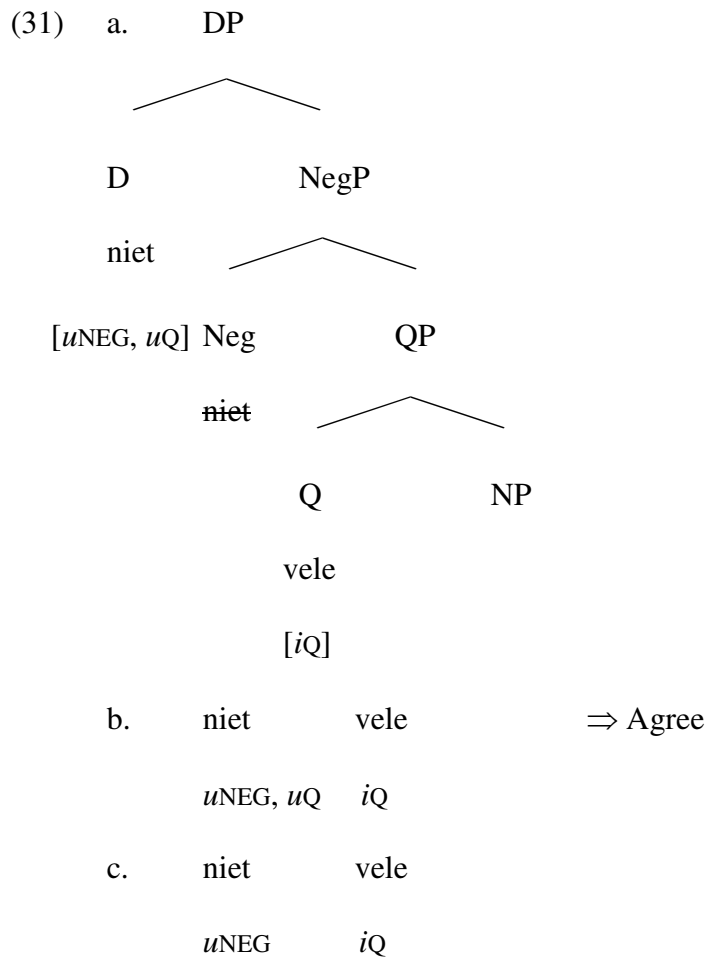 (31) a. DP
D NegP
niet
[uNEG, uQ] Neg QP
niet
Q NP
vele
[iQ]
b. niet vele ⇒ Agree
uNEG, uQ iQ
c. niet vele
uNEG iQ